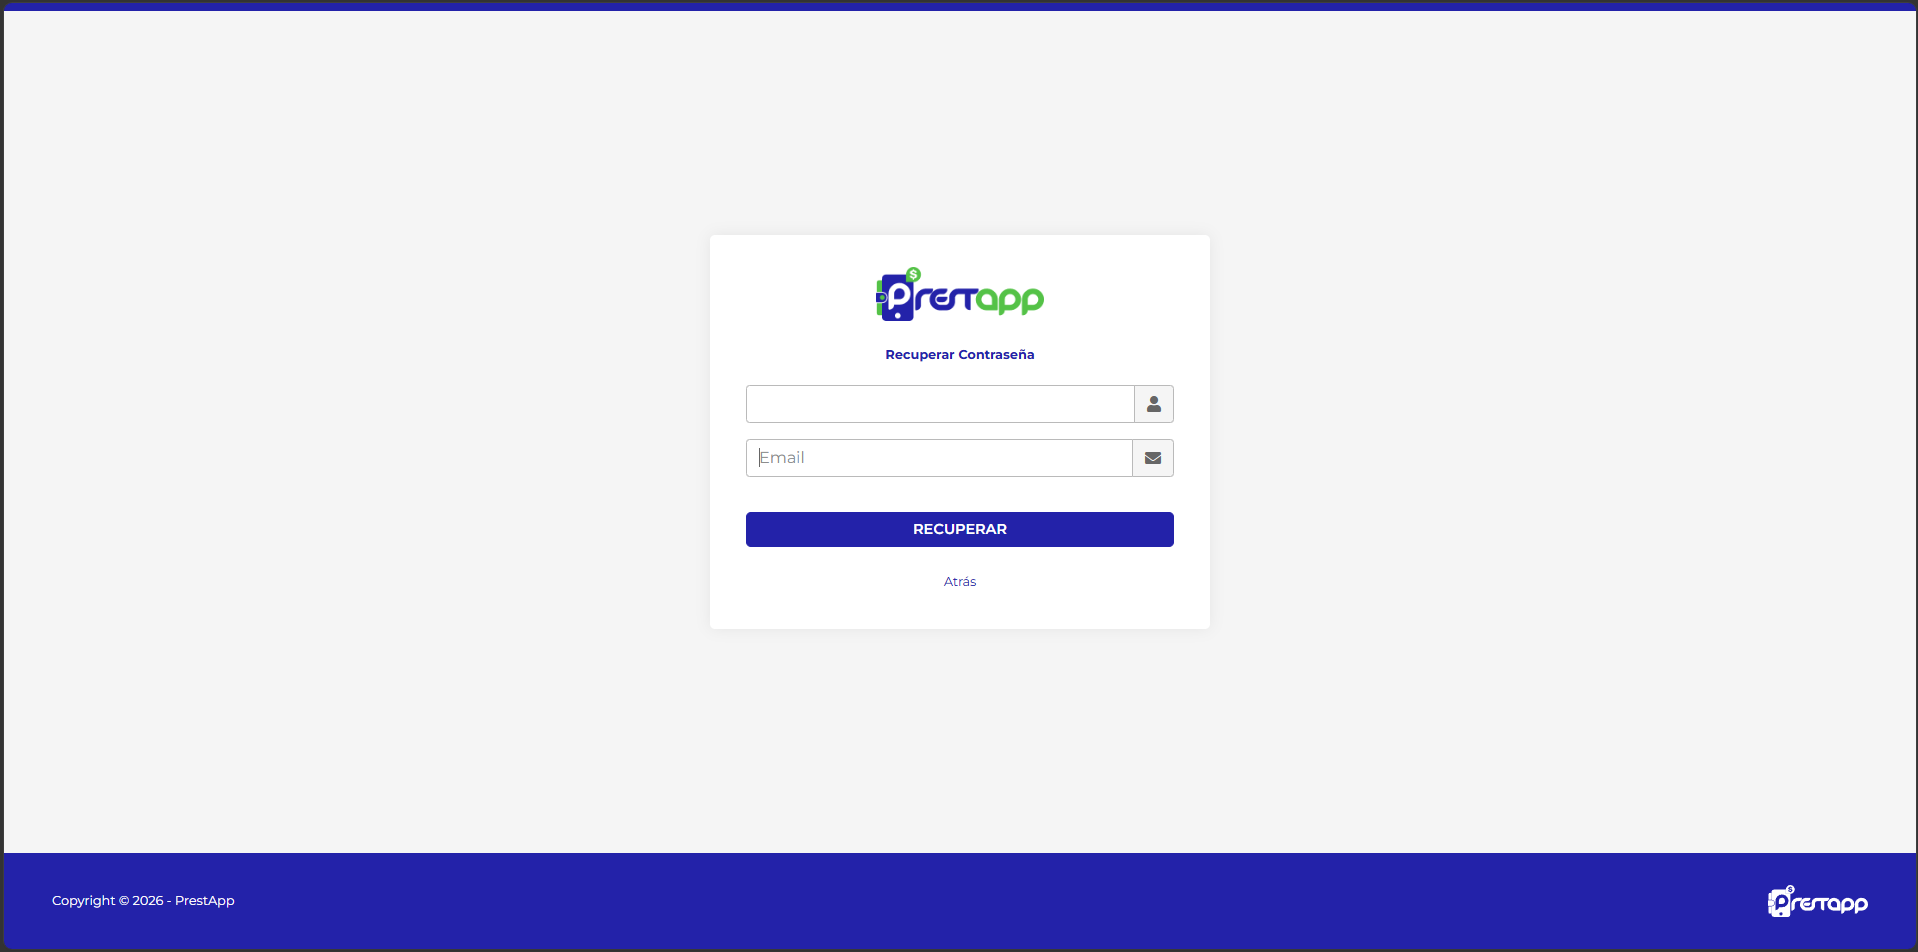 $
Prestapp
Recuperar Contraseña
Email
RECUPERAR
Atrás
Copyright © 2026 - PrestApp
$
Prestapp